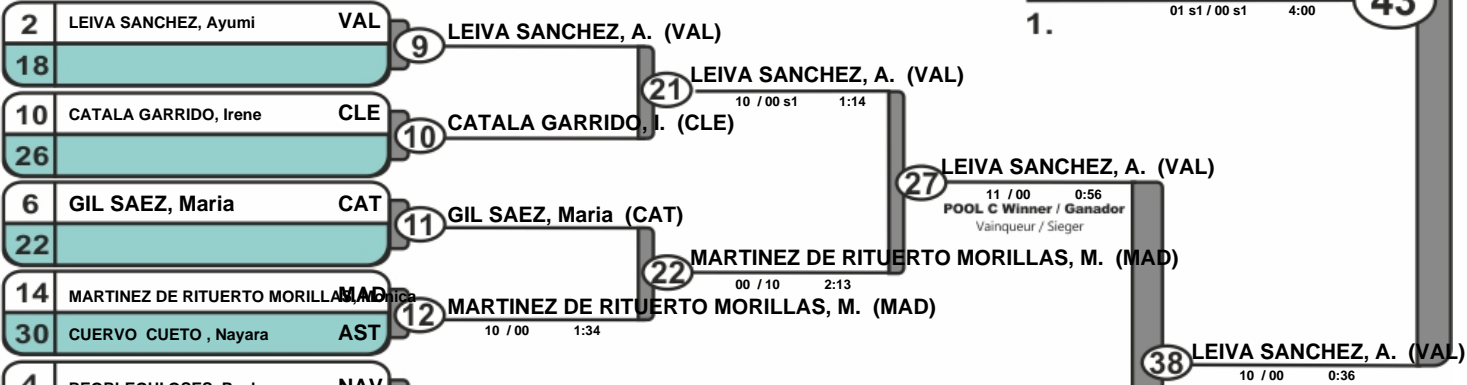 01 s1 / 00 s1 4:00
43
1.
2 LEIVA SANCHEZ, Ayumi VAL
18
9 LEIVA SANCHEZ, A. (VAL)
21 LEIVA SANCHEZ, A. (VAL)
10 / 00 s1 1:14
10 CATALA GARRIDO, Irene CLE
26
10 CATALA GARRIDO, I. (CLE)
27 LEIVA SANCHEZ, A. (VAL)
11 / 00 0:56
POOL C Winner / Ganador
Vainqueur / Sieger
6 GIL SAEZ, Maria CAT
22
11 GIL SAEZ, Maria (CAT)
22 MARTINEZ DE RITUERTO MORILLAS, M. (MAD)
00 / 10 2:13
14 MARTINEZ DE RITUERTO MORILLAS, Monica MAD
30 CUERVO CUETO , Nayara AST
12 MARTINEZ DE RITUERTO MORILLAS, M. (MAD)
10 / 00 1:34
38 LEIVA SANCHEZ, A. (VAL)
10 / 00 0:36
4 NAV